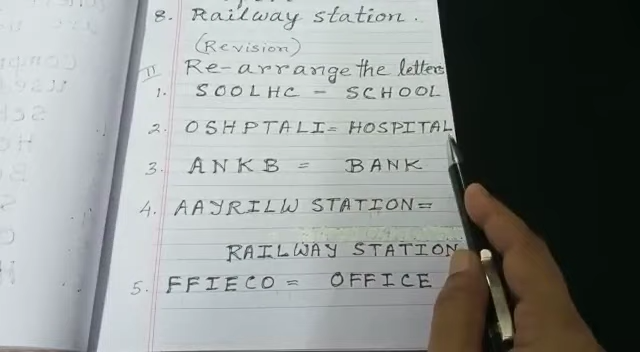 8. Railway station.
(Revision)
II Re-arrange the letters
1. SOOLHC - SCHOOL
2. OSHPTALI = HOSPITAL
3. ANKB = BANK
4. AAYRILW STATION =
RAILWAY STATION
5. FFIECO = OFFICE